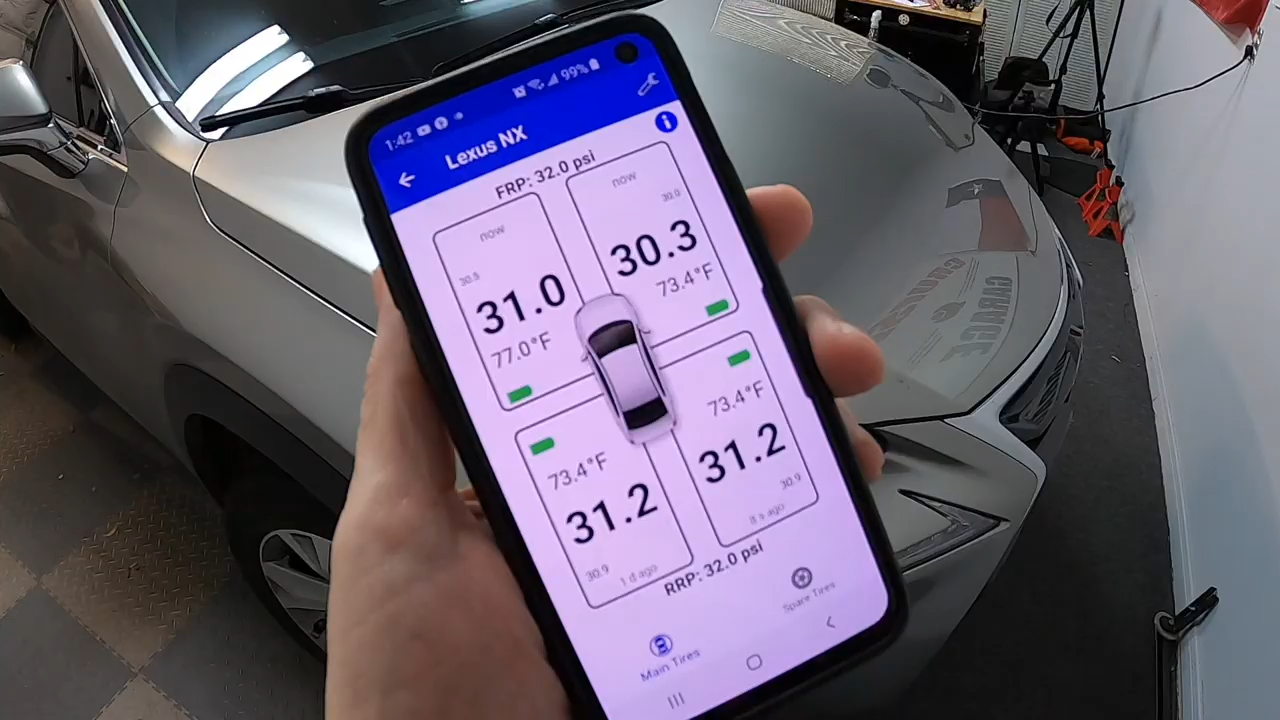 1:42
99%
Lexus NX
FRP: 32.0 psi
now
30.5
31.0
77.0°F
now
30.0
30.3
73.4°F
73.4°F
31.2
30.9
1 d ago
73.4°F
31.2
30.9
8 s ago
RRP: 32.0 psi
Main Tires
Spare Tires
GARAGE